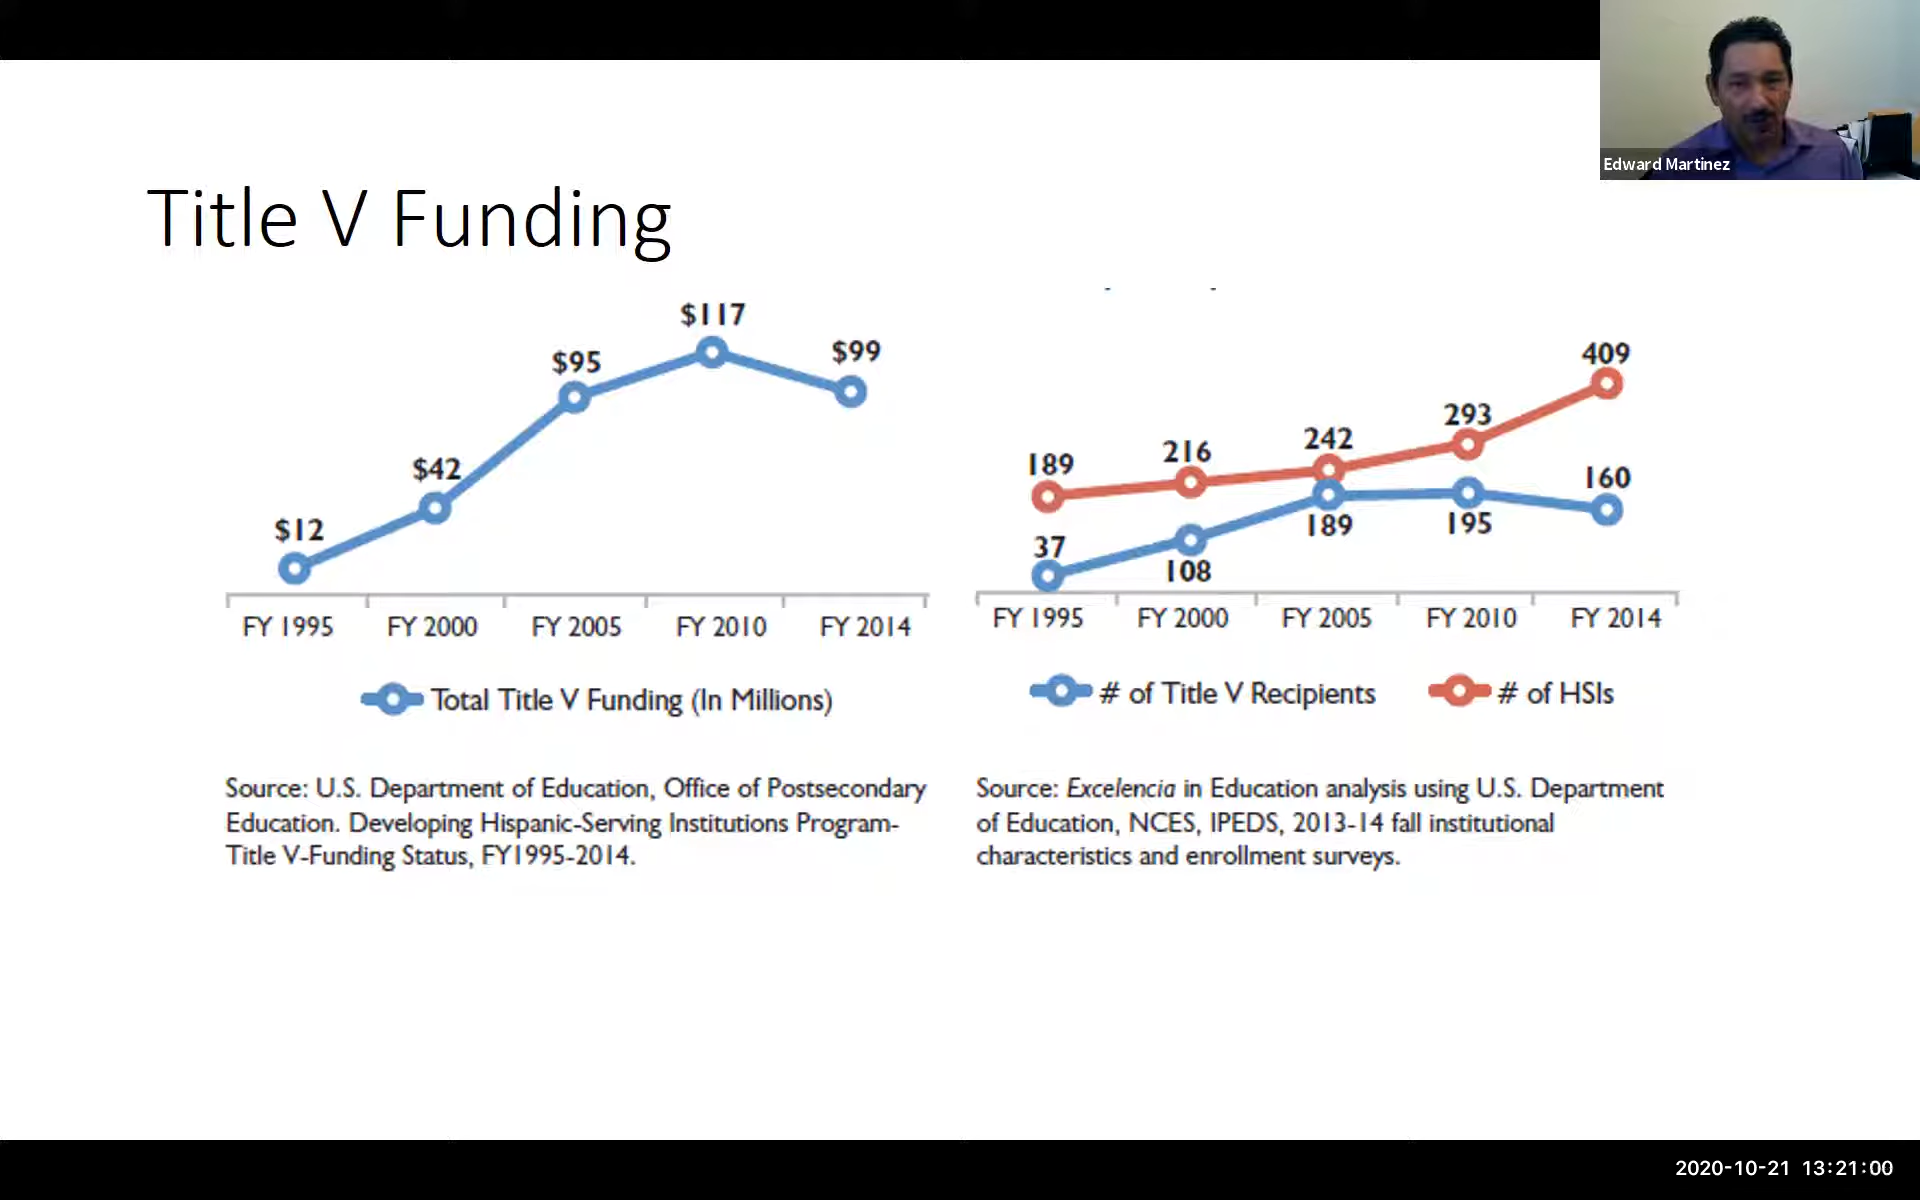 Edward Martinez
Title V Funding
$12
$42
$95
$117
$99
FY 1995
FY 2000
FY 2005
FY 2010
FY 2014
Total Title V Funding (In Millions)
Source: U.S. Department of Education, Office of Postsecondary
Education. Developing Hispanic-Serving Institutions Program-
Title V-Funding Status, FY1995-2014.
189
216
242
293
409
37
108
189
195
160
FY 1995
FY 2000
FY 2005
FY 2010
FY 2014
# of Title V Recipients
# of HSIs
Source: Excelencia in Education analysis using U.S. Department
of Education, NCES, IPEDS, 2013-14 fall institutional
characteristics and enrollment surveys.
2020-10-21 13:21:00